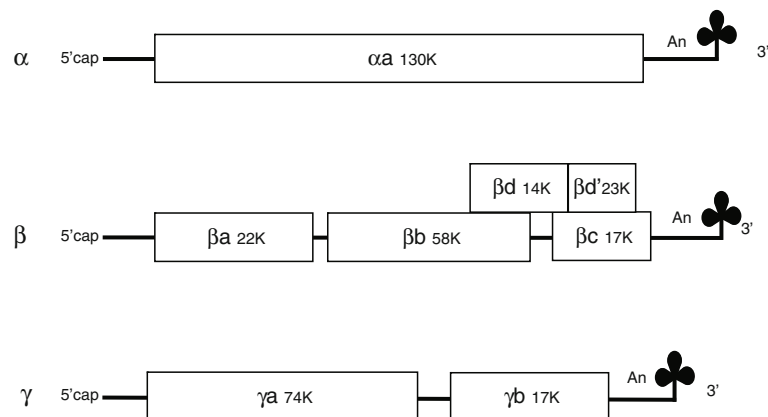 α 5'cap αa 130K An 3'
βd 14K βd'23K
β 5'cap βa 22K βb 58K βc 17K An 3'
γ 5'cap γa 74K γb 17K An 3'